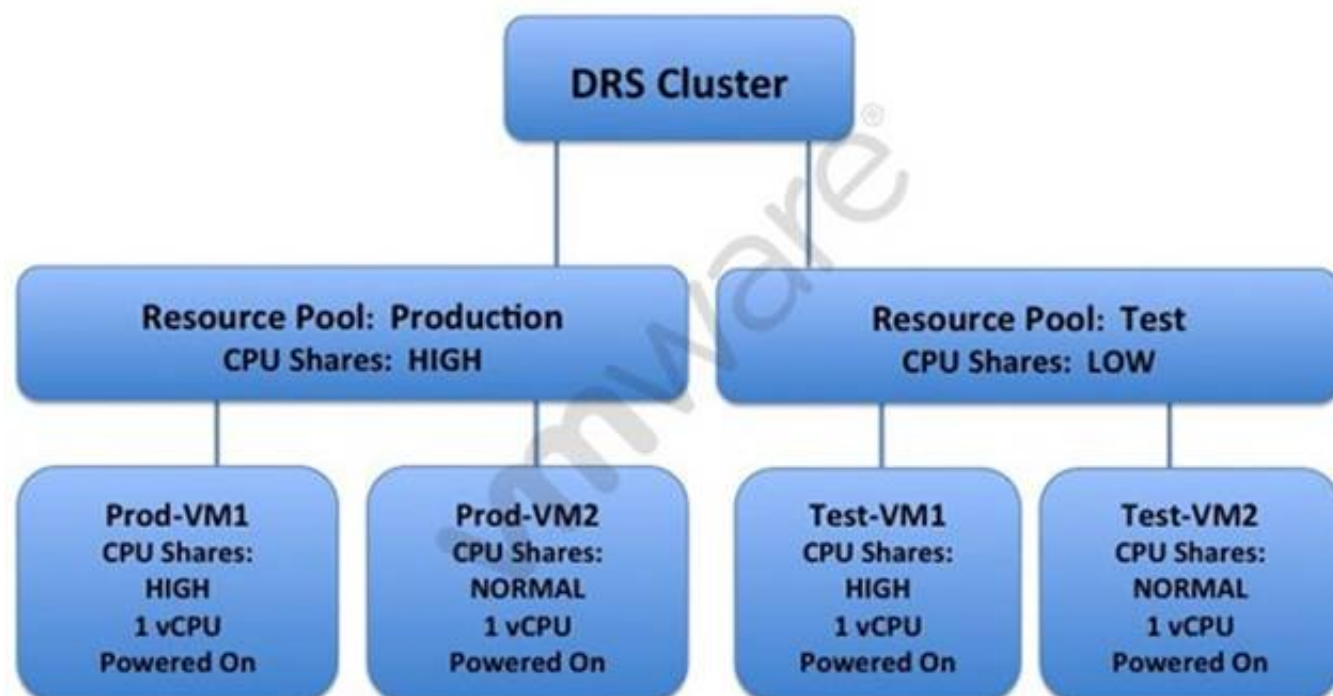 DRS Cluster
vmware®
Resource Pool: Production
CPU Shares: HIGH
Resource Pool: Test
CPU Shares: LOW
Prod-VM1
CPU Shares:
HIGH
1 vCPU
Powered On
Prod-VM2
CPU Shares:
NORMAL
1 vCPU
Powered On
Test-VM1
CPU Shares:
HIGH
1 vCPU
Powered On
Test-VM2
CPU Shares:
NORMAL
1 vCPU
Powered On